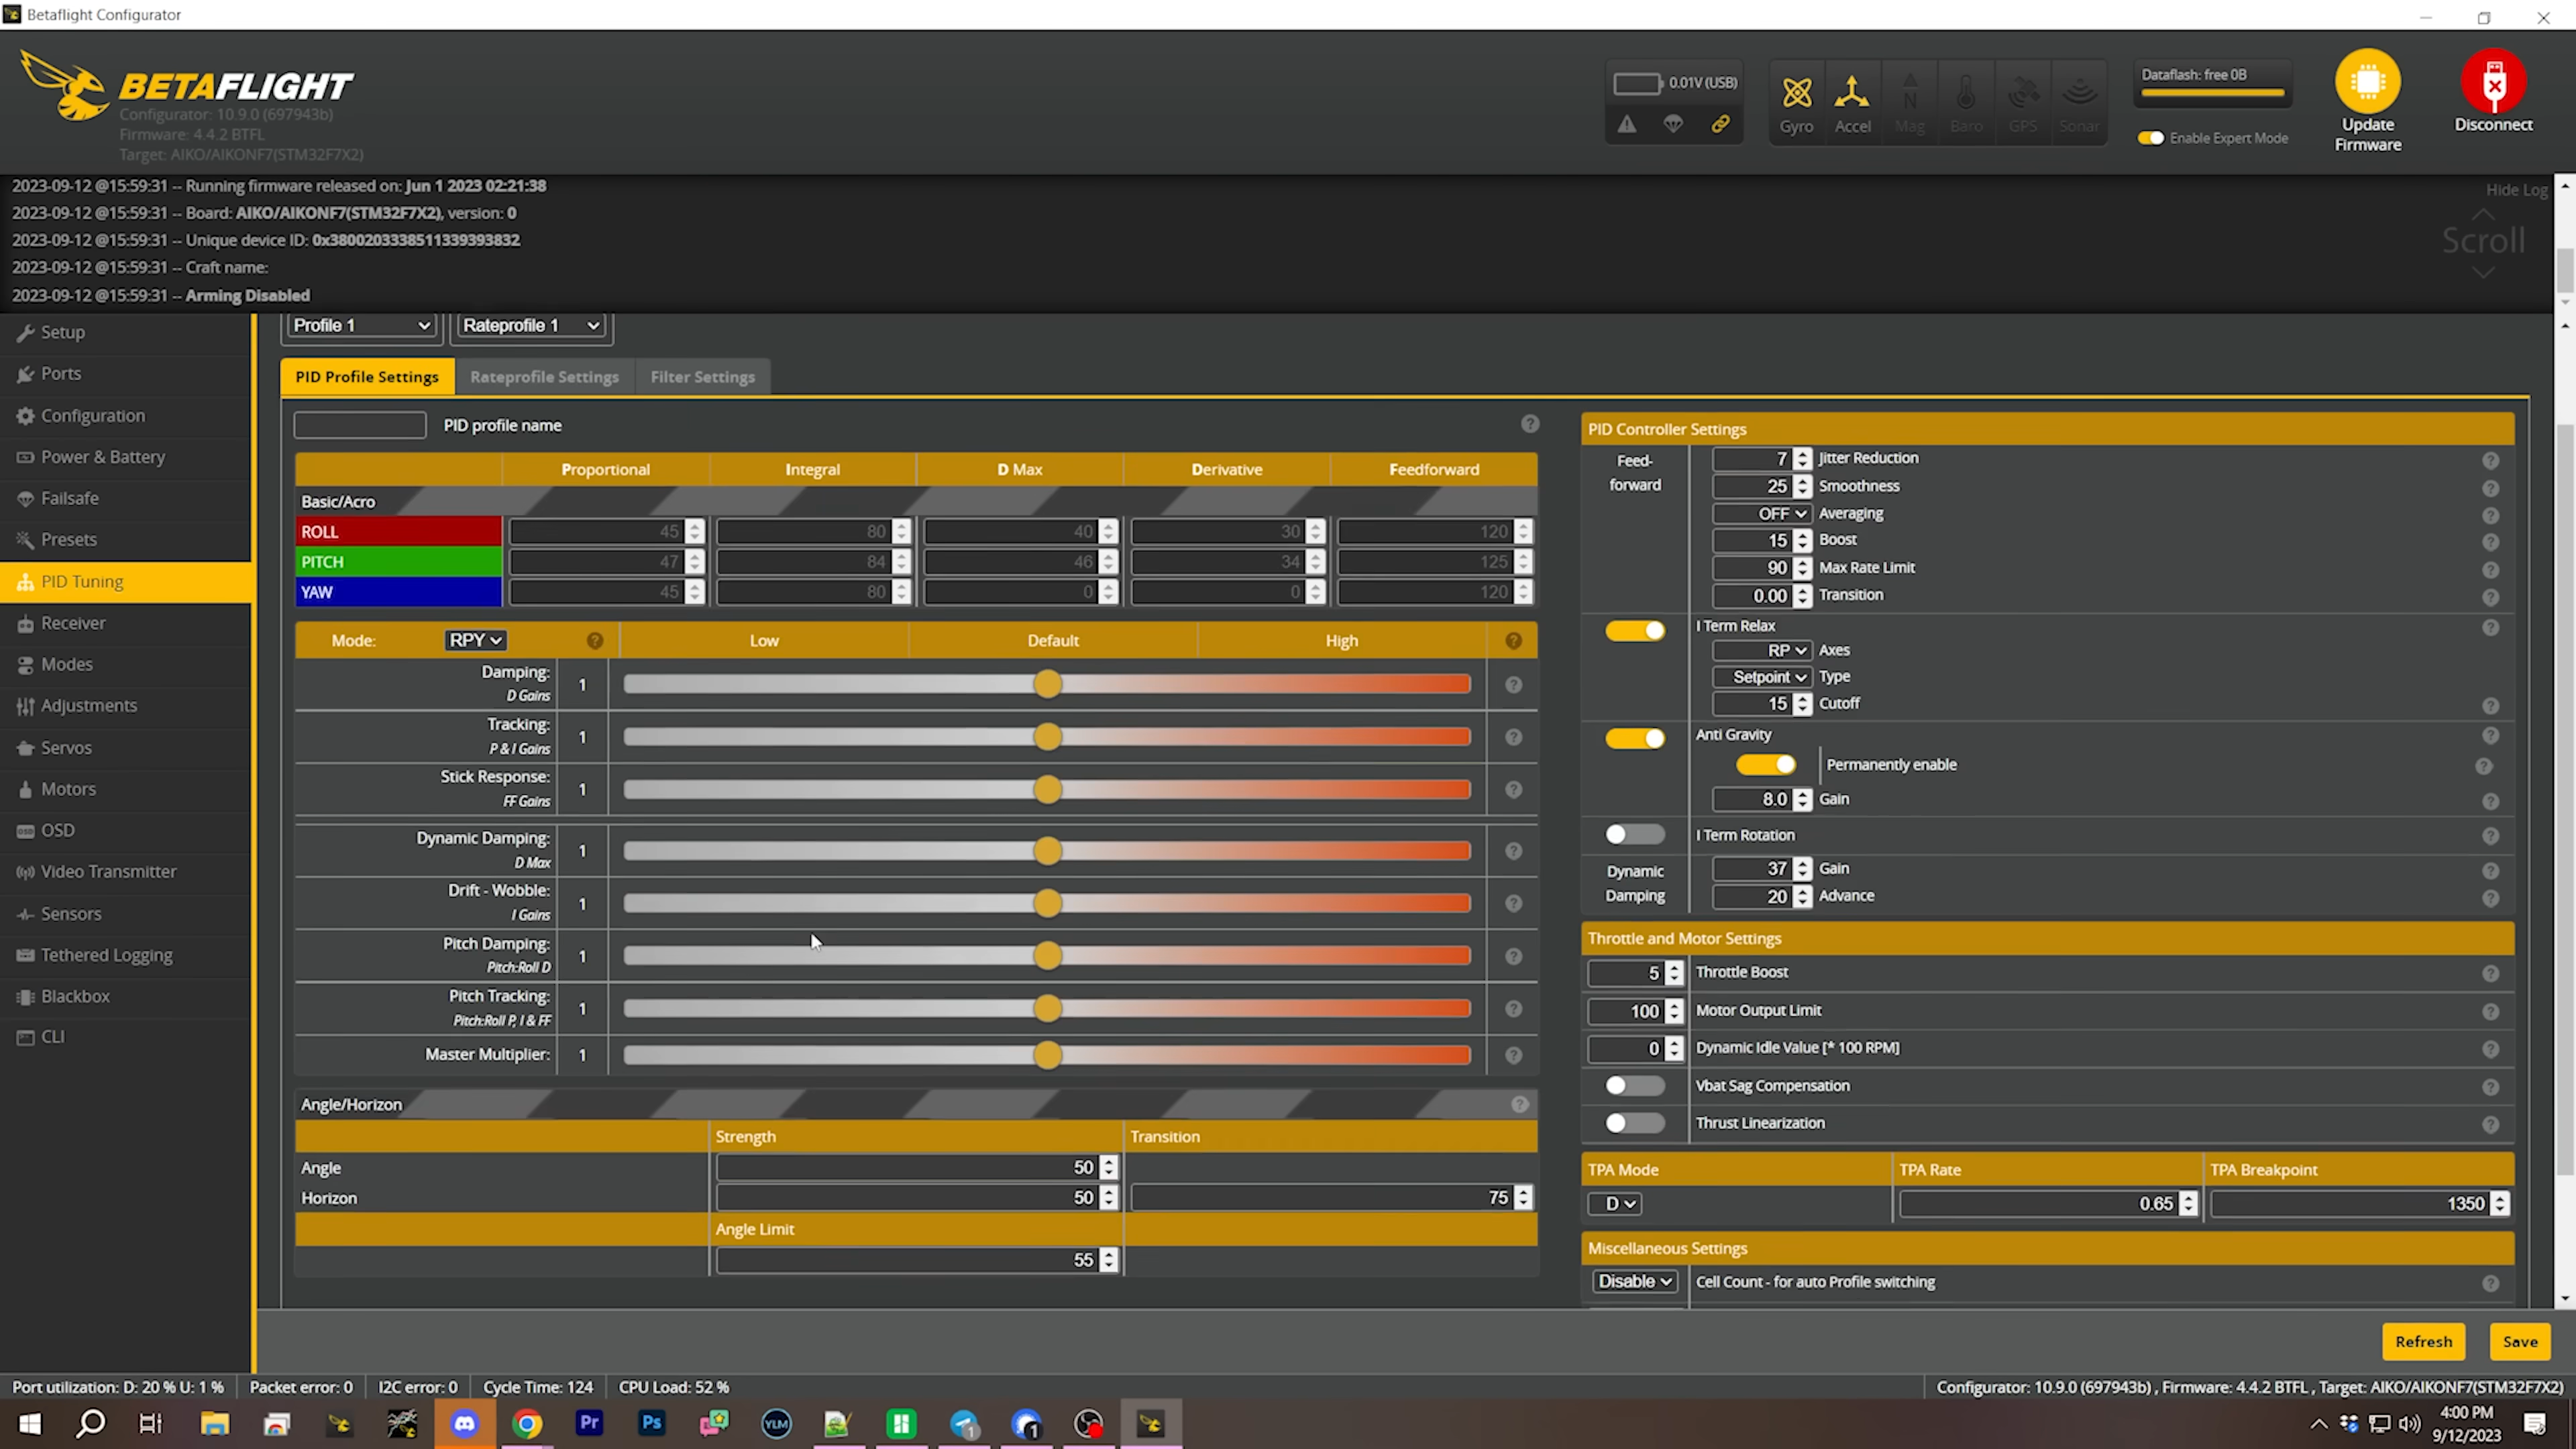 Betaflight Configurator
BETAFLIGHT
Configurator: 10.9.0 (697943b)
Firmware: 4.4.2 BTFL
Target: AIKO/AIKONF7(STM32F7X2)
0.01V (USB)
Gyro
Accel
Mag
Baro
GPS
Sonar
Dataflash: free 0B
Enable Expert Mode
Update Firmware
Disconnect
2023-09-12 @15:59:31 -- Running firmware released on: Jun 1 2023 02:21:38
2023-09-12 @15:59:31 -- Board: AIKO/AIKONF7(STM32F7X2), version: 0
2023-09-12 @15:59:31 -- Unique device ID: 0x3800203338511339393832
2023-09-12 @15:59:31 -- Craft name:
2023-09-12 @15:59:31 -- Arming Disabled
Hide Log
Scroll
Setup
Ports
Configuration
Power & Battery
Failsafe
Presets
PID Tuning
Receiver
Modes
Adjustments
Servos
Motors
OSD
Video Transmitter
Sensors
Tethered Logging
Blackbox
CLI
Profile 1
Rateprofile 1
PID Profile Settings
Rateprofile Settings
Filter Settings
PID profile name
Proportional Integral D Max Derivative Feedforward
Basic/Acro
ROLL 45 80 40 30 120
PITCH 47 84 46 34 125
YAW 45 80 0 0 120
Mode: RPY Low Default High
Damping: 1
D Gains
Tracking: 1
P & I Gains
Stick Response: 1
FF Gains
Dynamic Damping: 1
D Max
Drift - Wobble: 1
I Gains
Pitch Damping: 1
Pitch:Roll D
Pitch Tracking: 1
Pitch:Roll P, I & FF
Master Multiplier: 1
Angle/Horizon
Strength Transition
Angle 50
Horizon 50 75
Angle Limit
55
PID Controller Settings
Feed-forward
7 Jitter Reduction
25 Smoothness
OFF Averaging
15 Boost
90 Max Rate Limit
0.00 Transition
I Term Relax
RP Axes
Setpoint Type
15 Cutoff
Anti Gravity
Permanently enable
8.0 Gain
I Term Rotation
Dynamic Damping
37 Gain
20 Advance
Throttle and Motor Settings
5 Throttle Boost
100 Motor Output Limit
0 Dynamic Idle Value [* 100 RPM]
Vbat Sag Compensation
Thrust Linearization
TPA Mode TPA Rate TPA Breakpoint
D 0.65 1350
Miscellaneous Settings
Disable Cell Count - for auto Profile switching
Refresh
Save
Port utilization: D: 20 % U: 1 %
Packet error: 0
I2C error: 0
Cycle Time: 124
CPU Load: 52 %
Configurator: 10.9.0 (697943b) , Firmware: 4.4.2 BTFL , Target: AIKO/AIKONF7(STM32F7X2)
Pr
Ps
YLM
1
1
4:00 PM
9/12/2023